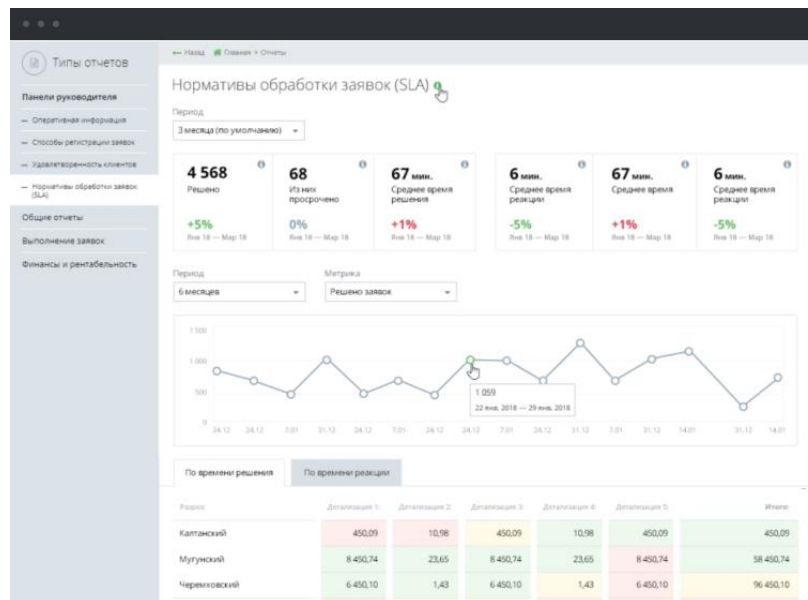 Типы отчетов
Панели руководителя
— Оперативная информация
— Способы регистрации заявок
— Удовлетворенность клиентов
— Нормативы обработки заявок
(SLA)
Общие отчеты
Выполнение заявок
Финансы и рентабельность
← Назад Главная > Отчеты
Нормативы обработки заявок (SLA)
Период
3 месяца (по умолчанию)
4 568 68 67 мин. 6 мин. 67 мин. 6 мин.
Решено Из них Среднее время Среднее время Среднее время Среднее время
просрочено решения реакции реакции
+5% 0% +1% -5% +1% -5%
Янв 18 — Мар 18 Янв 18 — Мар 18 Янв 18 — Мар 18 Янв 18 — Мар 18 Янв 18 — Мар 18 Янв 18 — Мар 18
Период Метрика
6 месяцев Решено заявок
1 500
1 000
500
0
1 059
22 янв. 2018 — 29 янв. 2018
24.12 24.12 7.01 31.12 24.12 7.01 24.12 24.12 7.01 24.12 31.12 7.01 31.12 14.01 31.12 14.01
По времени решения По времени реакции
Разрез: Детализация 1: Детализация 2: Детализация 3: Детализация 4: Детализация 5: Итого:
Калтанский 450,09 10,98 450,09 10,98 450,09 450,09
Мугунский 8 450,74 23,65 8 450,74 23,65 8 450,74 58 450,74
Черемховский 6 450,10 1,43 6 450,10 1,43 6 450,10 96 450,10